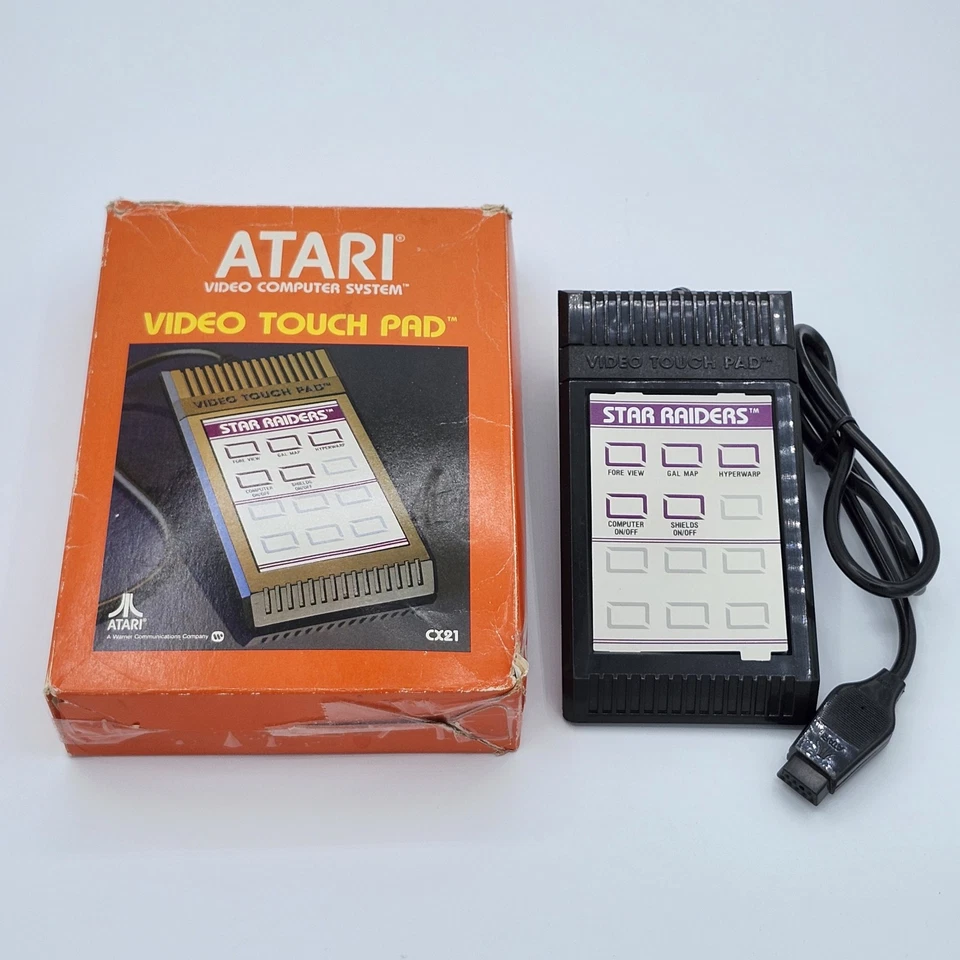 ATARI®
VIDEO COMPUTER SYSTEM™
VIDEO TOUCH PAD™
VIDEO TOUCH PAD™
STAR RAIDERS™
FORE VIEW GAL MAP HYPERWARP
COMPUTER ON/OFF SHIELDS ON/OFF
ATARI®
A Warner Communications Company
CX21
VIDEO TOUCH PAD™
STAR RAIDERS™
FORE VIEW GAL MAP HYPERWARP
COMPUTER SHIELDS
ON/OFF ON/OFF